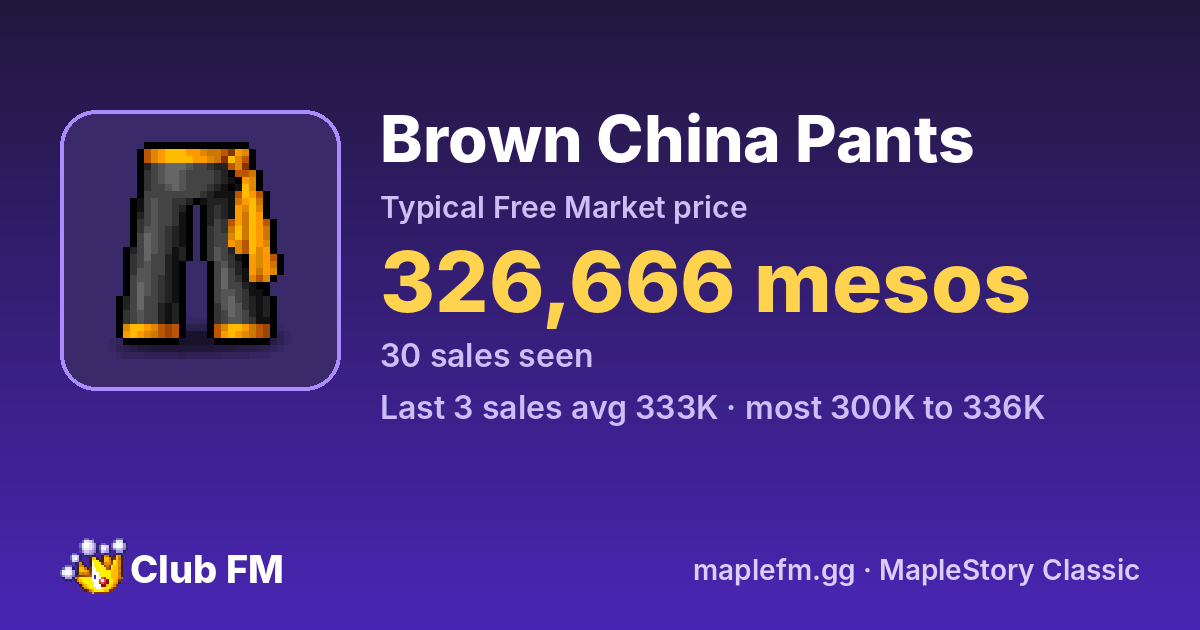 Brown China Pants
Typical Free Market price
326,666 mesos
30 sales seen
Last 3 sales avg 333K · most 300K to 336K
Club FM
maplefm.gg · MapleStory Classic